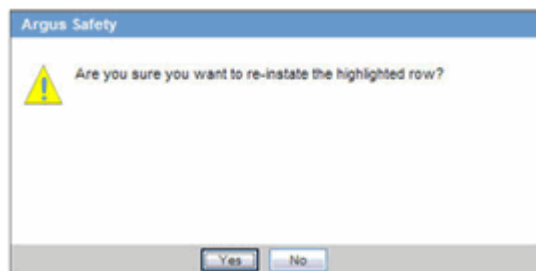 Argus Safety
Are you sure you want to re-instate the highlighted row?
Yes No